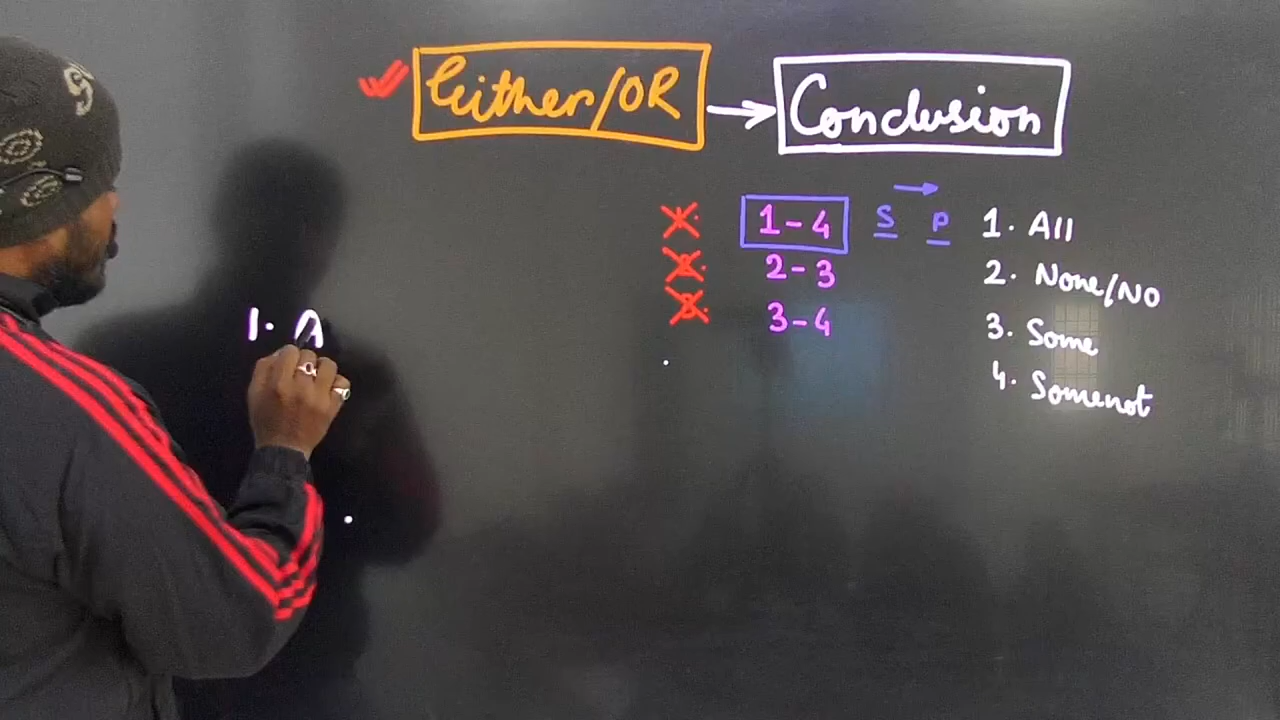 Either/OR → Conclusion
1-4 S P
2-3
3-4
1. All
2. None/NO
3. Some
4. Somenot
1. A